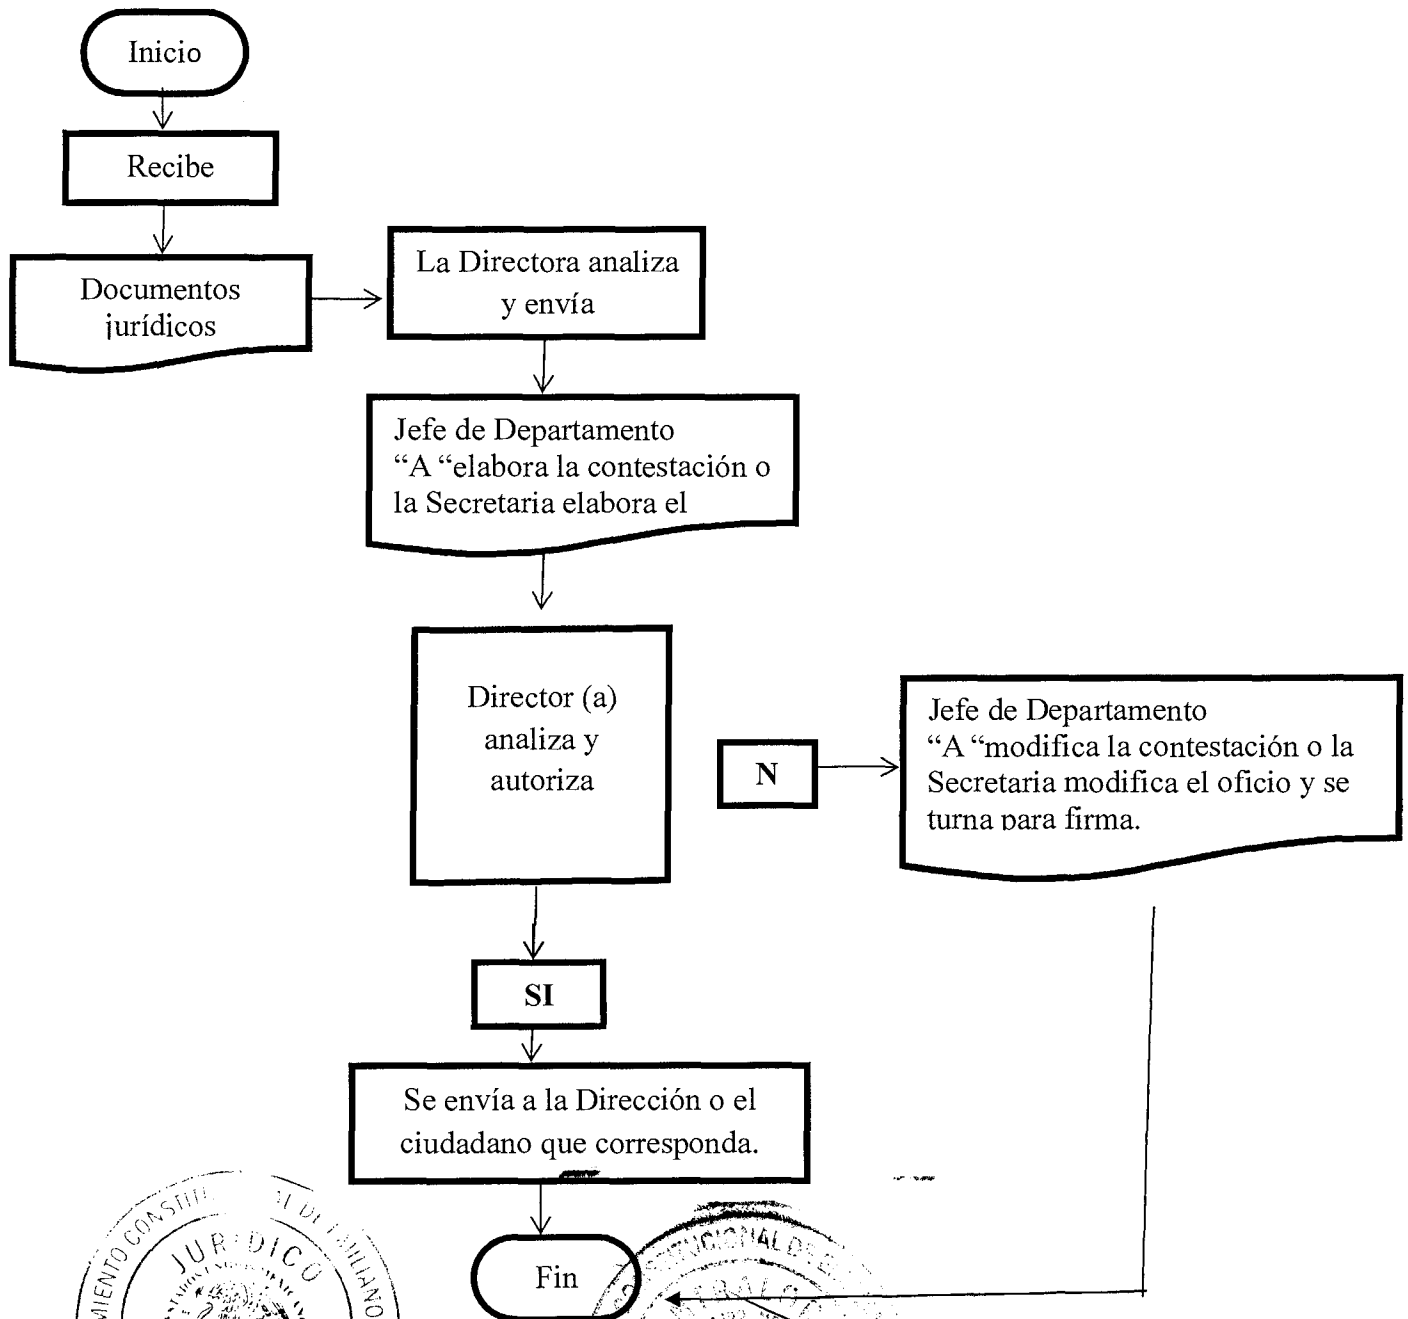 Inicio
Recibe
Documentos
jurídicos
La Directora analiza
y envía
Jefe de Departamento
“A “elabora la contestación o
la Secretaria elabora el
Director (a)
analiza y
autoriza
N
Jefe de Departamento
“A “modifica la contestación o la
Secretaria modifica el oficio y se
turna para firma.
SI
Se envía a la Dirección o el
ciudadano que corresponda.
Fin
JURIDICO